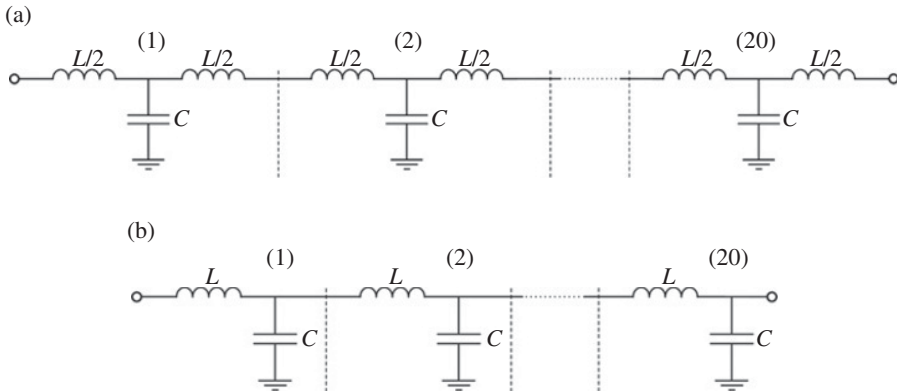 (a)
(1) (2) (20)
L/2 L/2 L/2 L/2 L/2 L/2
C C C
(b)
(1) (2) (20)
L L L
C C C